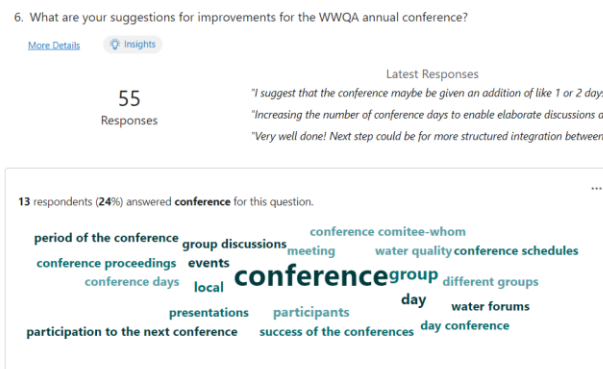 6. What are your suggestions for improvements for the WWQA annual conference?
More Details
Insights
Latest Responses
55
Responses
"I suggest that the conference maybe be given an addition of like 1 or 2 day
"Increasing the number of conference days to enable elaborate discussions a
"Very well done! Next step could be for more structured integration between
...
13 respondents (24%) answered conference for this question.
conference comitee-whom
period of the conference group discussions meeting water quality conference schedules
conference proceedings events
conference days local conference group different groups
day water forums
presentations participants
participation to the next conference success of the conferences day conference